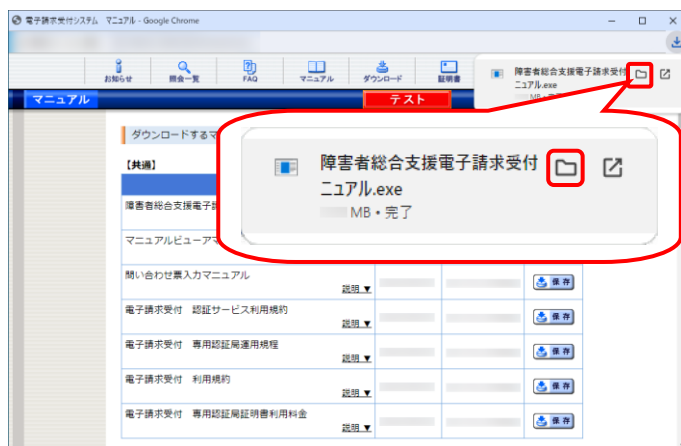 電子請求受付システム マニュアル - Google Chrome
お知らせ 照会一覧 FAQ マニュアル ダウンロード 証明書
障害者総合支援電子請求受付
ニュアル.exe
MB・完了
マニュアル
テスト
ダウンロードするマ
【共通】
障害者総合支援電子請
マニュアルビューアマ
障害者総合支援電子請求受付
ニュアル.exe
MB・完了
問い合わせ票入力マニュアル
説明 ▼
保存
電子請求受付 認証サービス利用規約
説明 ▼
保存
電子請求受付 専用認証局運用規程
説明 ▼
保存
電子請求受付 利用規約
説明 ▼
保存
電子請求受付 専用認証局証明書利用料金
説明 ▼
保存